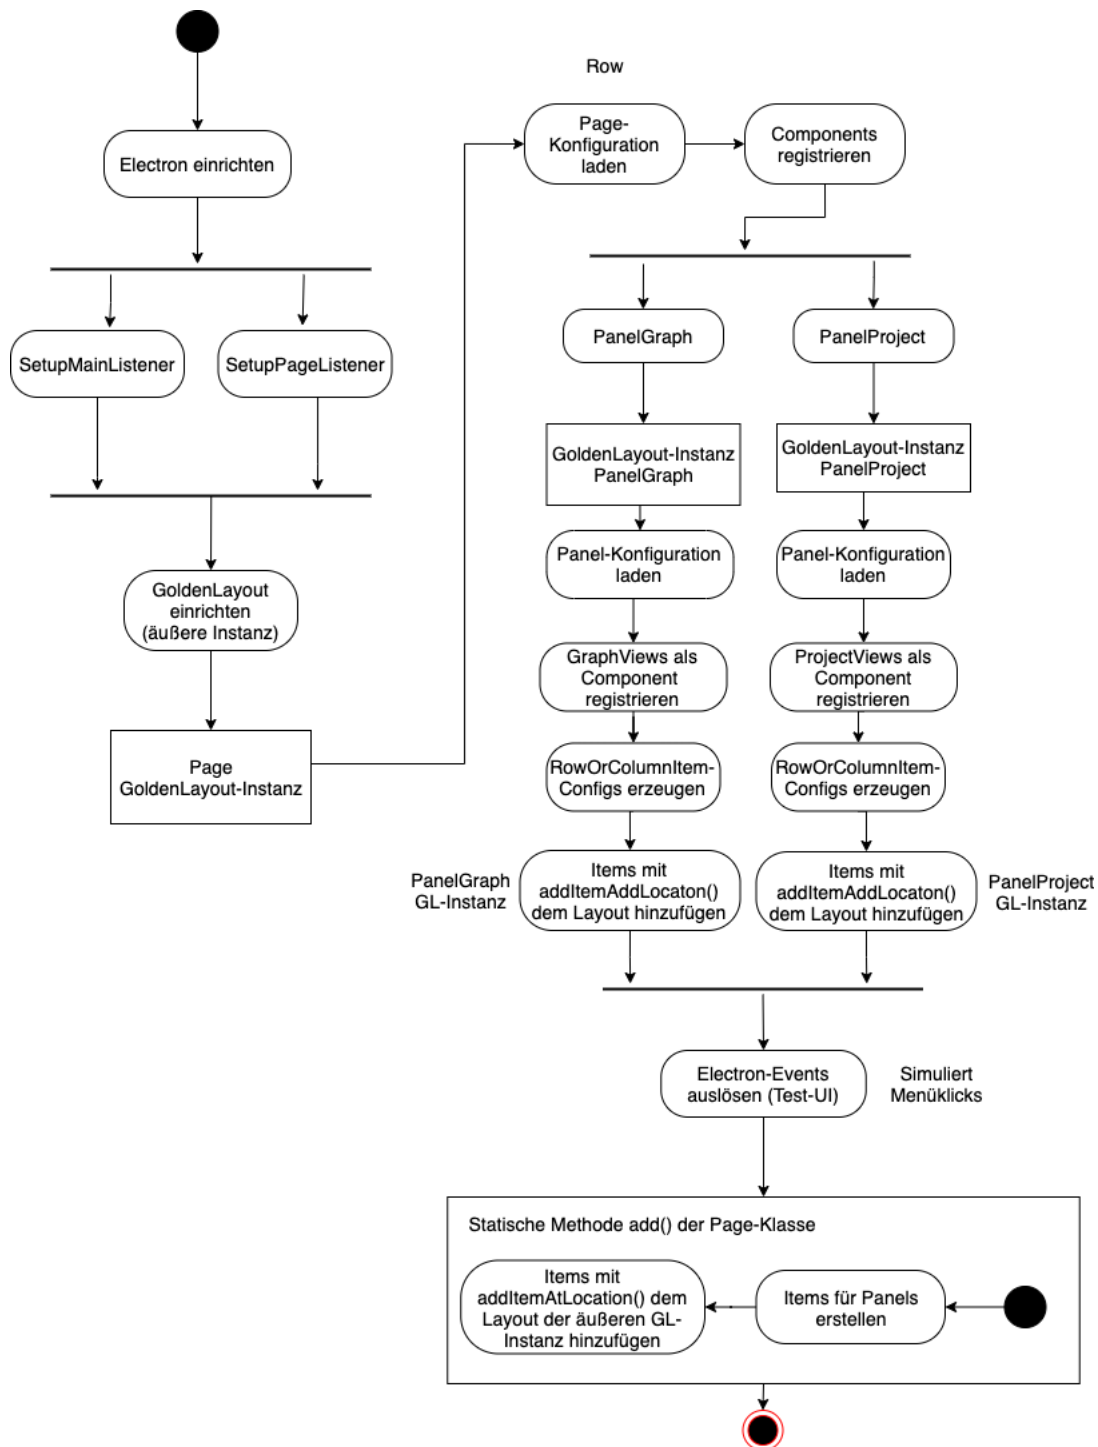 Row
Electron einrichten
SetupMainListener
SetupPageListener
GoldenLayout
einrichten
(äußere Instanz)
Page
GoldenLayout-Instanz
Page-
Konfiguration
laden
Components
registrieren
PanelGraph
PanelProject
GoldenLayout-Instanz
PanelGraph
GoldenLayout-Instanz
PanelProject
Panel-Konfiguration
laden
Panel-Konfiguration
laden
GraphViews als
Component
registrieren
ProjectViews als
Component
registrieren
RowOrColumnItem-
Configs erzeugen
RowOrColumnItem-
Configs erzeugen
PanelGraph
GL-Instanz
Items mit
addItemAddLocaton()
dem Layout hinzufügen
Items mit
addItemAddLocaton()
dem Layout hinzufügen
PanelProject
GL-Instanz
Electron-Events
auslösen (Test-UI)
Simuliert
Menüklicks
Statische Methode add() der Page-Klasse
Items mit
addItemAtLocation() dem
Layout der äußeren GL-
Instanz hinzufügen
Items für Panels
erstellen